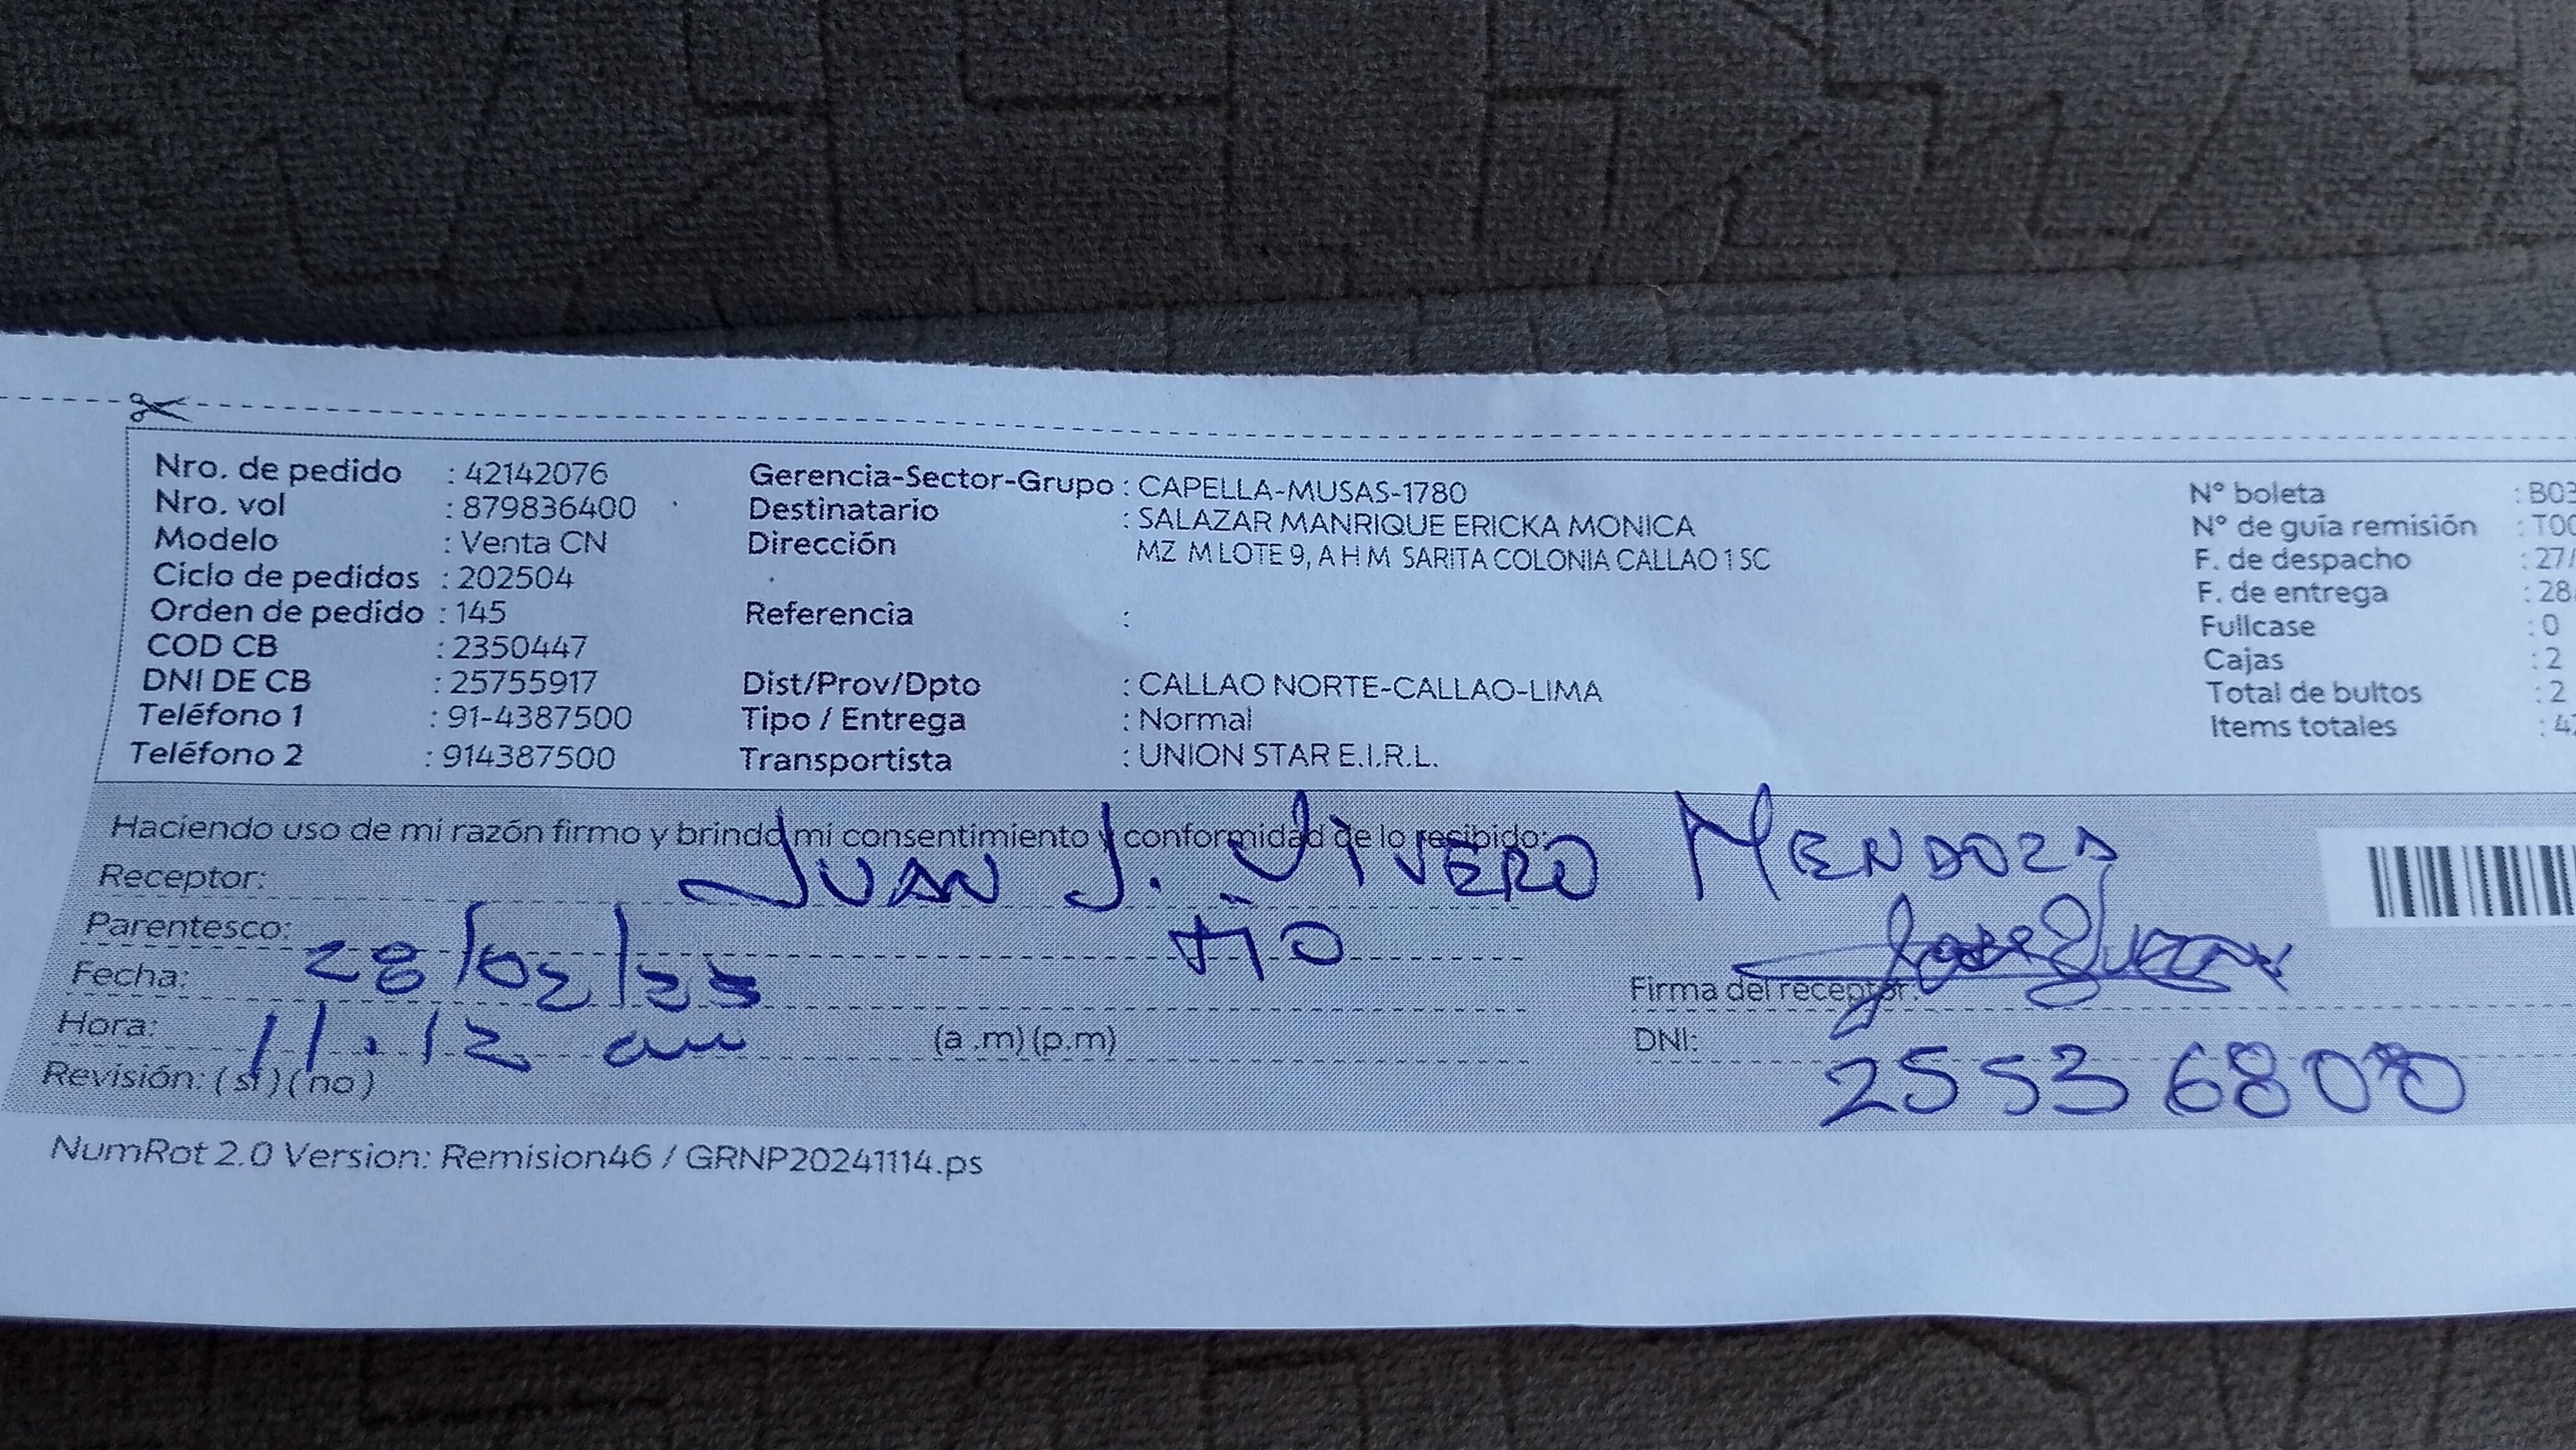 Nro. de pedido : 42142076
Nro. vol : 879836400
Modelo : Venta CN
Ciclo de pedidos : 202504
Orden de pedido : 145
COD CB : 2350447
DNI DE CB : 25755917
Teléfono 1 : 91-4387500
Teléfono 2 : 914387500
Gerencia-Sector-Grupo : CAPELLA-MUSAS-1780
Destinatario : SALAZAR MANRIQUE ERICKA MONICA
Dirección MZ M LOTE 9, A H M SARITA COLONIA CALLAO 1 SC
Referencia :
Dist/Prov/Dpto : CALLAO NORTE-CALLAO-LIMA
Tipo / Entrega : Normal
Transportista : UNION STAR E.I.R.L.
N° boleta : B03
N° de guía remisión : T00
F. de despacho : 27/
F. de entrega : 28
Fullcase : 0
Cajas : 2
Total de bultos : 2
Items totales : 4
Haciendo uso de mi razón firmo y brindo mi consentimiento y conformidad de lo recibido:
Receptor: JUAN J. VIVERO MENDOZA
Parentesco: TIO
Fecha: 28/02/25
Hora: 11.12 am (a .m) (p.m)
Revisión: ( si ) ( no )
Firma del receptor:
DNI: 25536800
NumRot 2.0 Version: Remision46 / GRNP20241114.ps